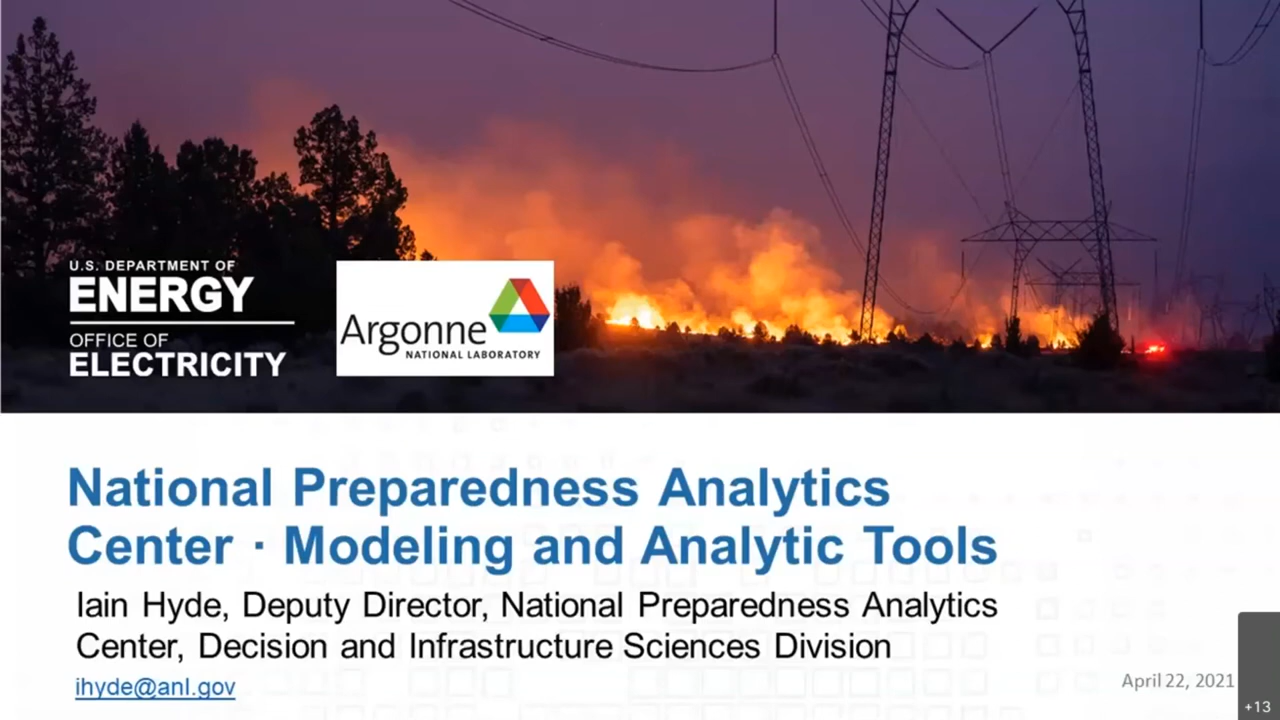 U.S. DEPARTMENT OF
ENERGY
OFFICE OF
ELECTRICITY
Argonne
NATIONAL LABORATORY
National Preparedness Analytics
Center · Modeling and Analytic Tools
Iain Hyde, Deputy Director, National Preparedness Analytics
Center, Decision and Infrastructure Sciences Division
ihyde@anl.gov
April 22, 2021
+13